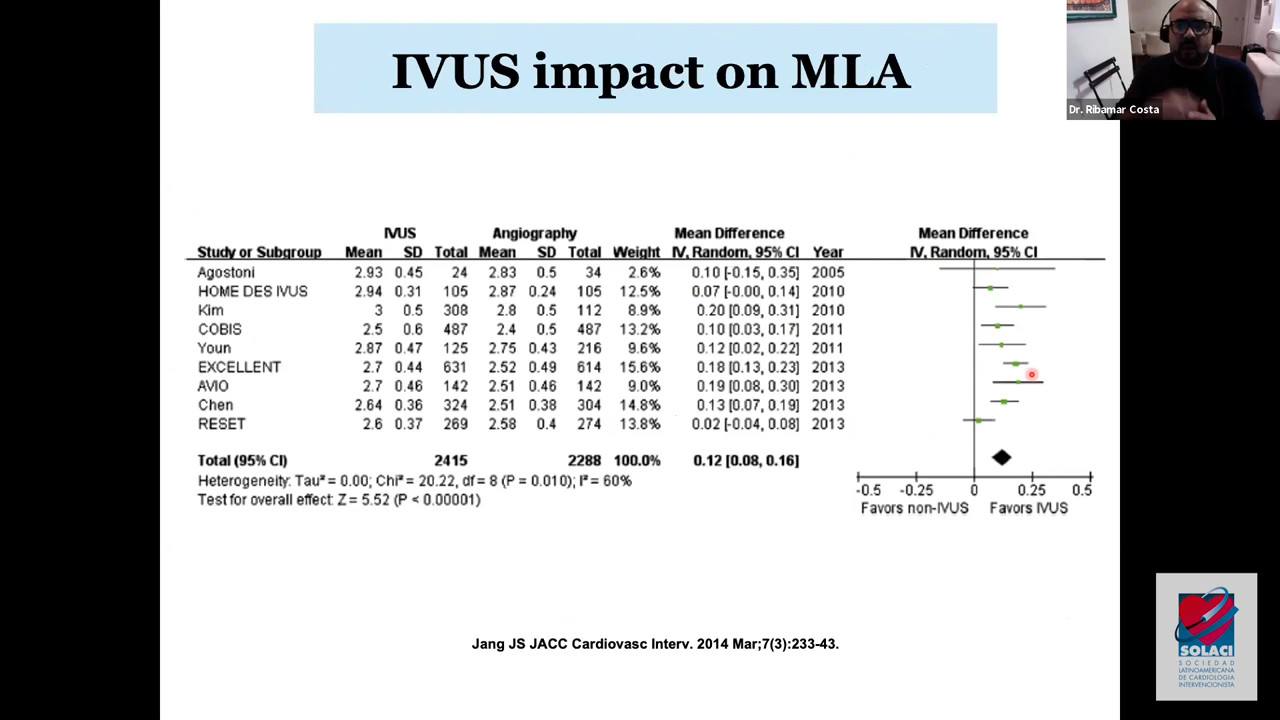 IVUS impact on MLA
Dr. Ribamar Costa
IVUS Angiography Mean Difference Mean Difference
Study or Subgroup Mean SD Total Mean SD Total Weight IV, Random, 95% CI Year IV, Random, 95% CI
Agostoni 2.93 0.45 24 2.83 0.5 34 2.6% 0.10 [-0.15, 0.35] 2005
HOME DES IVUS 2.94 0.31 105 2.87 0.24 105 12.5% 0.07 [-0.00, 0.14] 2010
Kim 3 0.5 308 2.8 0.5 112 8.9% 0.20 [0.09, 0.31] 2010
COBIS 2.5 0.6 487 2.4 0.5 487 13.2% 0.10 [0.03, 0.17] 2011
Youn 2.87 0.47 125 2.75 0.43 216 9.6% 0.12 [0.02, 0.22] 2011
EXCELLENT 2.7 0.44 631 2.52 0.49 614 15.6% 0.18 [0.13, 0.23] 2013
AVIO 2.7 0.46 142 2.51 0.46 142 9.0% 0.19 [0.08, 0.30] 2013
Chen 2.64 0.36 324 2.51 0.38 304 14.8% 0.13 [0.07, 0.19] 2013
RESET 2.6 0.37 269 2.58 0.4 274 13.8% 0.02 [-0.04, 0.08] 2013
Total (95% CI) 2415 2288 100.0% 0.12 [0.08, 0.16]
Heterogeneity: Tau² = 0.00; Chi² = 20.22, df = 8 (P = 0.010); I² = 60%
Test for overall effect: Z = 5.52 (P < 0.00001)
-0.5 -0.25 0 0.25 0.5
Favors non-IVUS Favors IVUS
Jang JS JACC Cardiovasc Interv. 2014 Mar;7(3):233-43.
SOLACI
SOCIEDAD
LATINOAMERICANA
DE CARDIOLOGIA
INTERVENCIONISTA